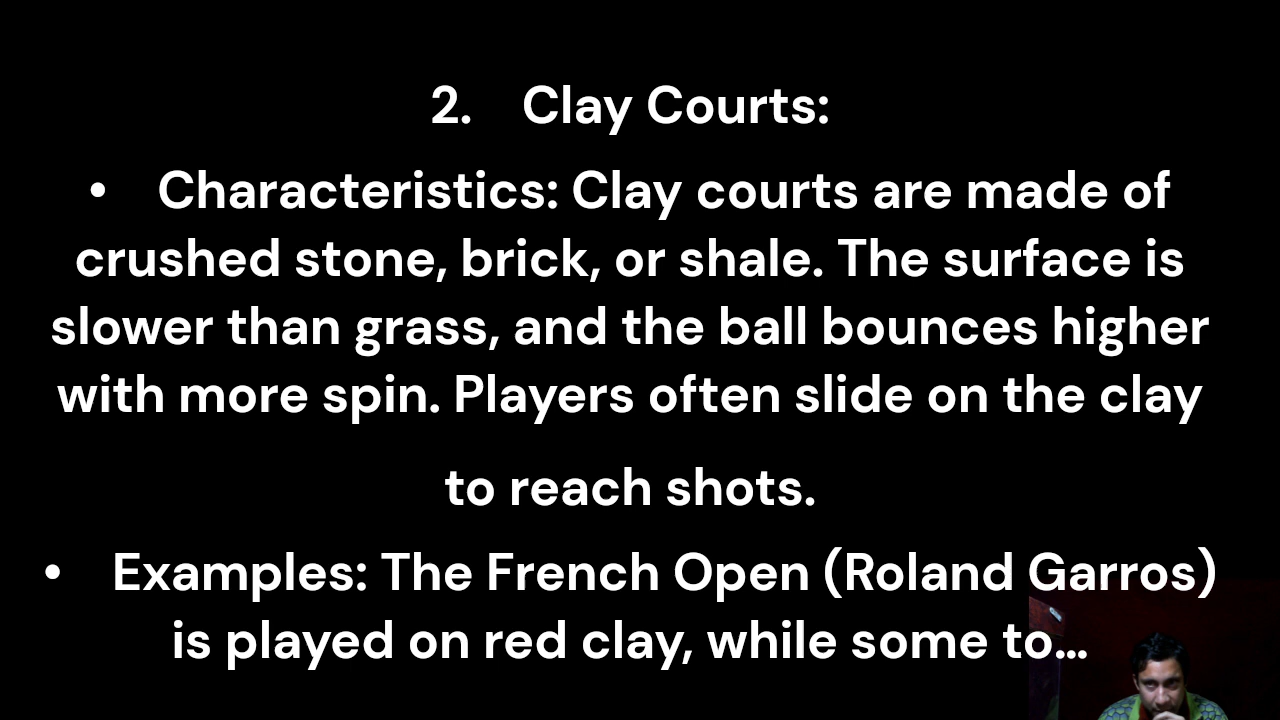 2. Clay Courts:
• Characteristics: Clay courts are made of
crushed stone, brick, or shale. The surface is
slower than grass, and the ball bounces higher
with more spin. Players often slide on the clay
to reach shots.
• Examples: The French Open (Roland Garros)
is played on red clay, while some to...